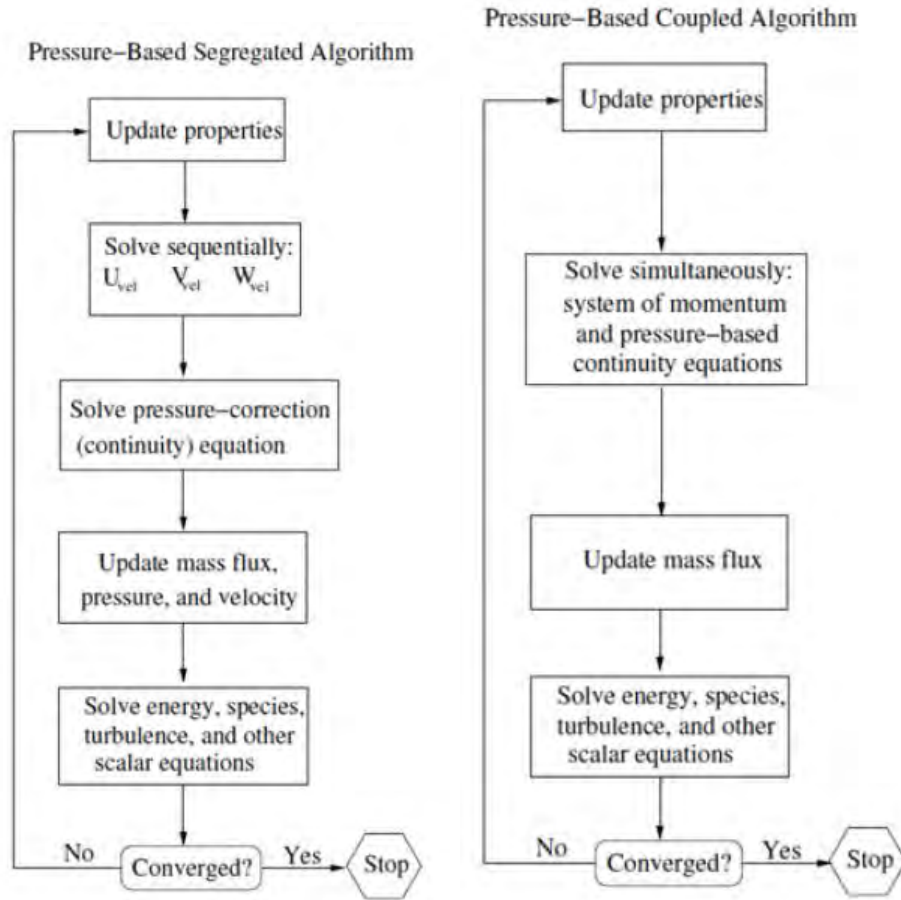 Pressure−Based Segregated Algorithm
Update properties
Solve sequentially:
U_vel V_vel W_vel
Solve pressure−correction
(continuity) equation
Update mass flux,
pressure, and velocity
Solve energy, species,
turbulence, and other
scalar equations
No
Converged?
Yes
Stop
Pressure−Based Coupled Algorithm
Update properties
Solve simultaneously:
system of momentum
and pressure−based
continuity equations
Update mass flux
Solve energy, species,
turbulence, and other
scalar equations
No
Converged?
Yes
Stop